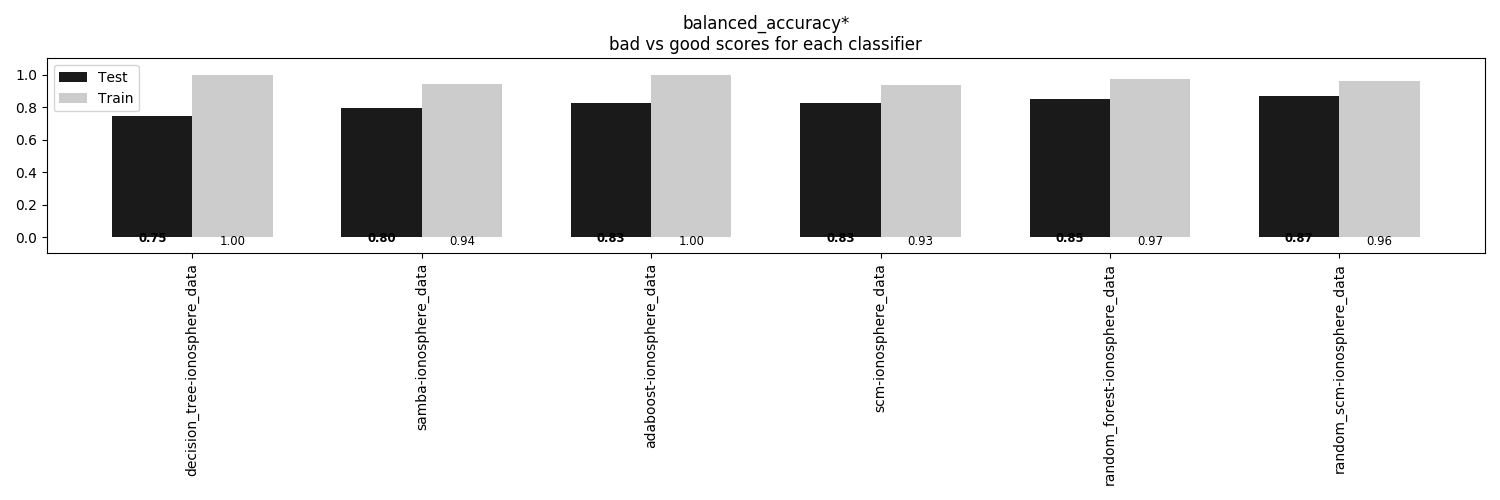 balanced_accuracy*
bad vs good scores for each classifier
Test
Train
1.0
0.8
0.6
0.4
0.2
0.0
0.75 1.00 0.80 0.94 0.83 1.00 0.83 0.93 0.85 0.97 0.87 0.96
decision_tree-ionosphere_data
samba-ionosphere_data
adaboost-ionosphere_data
scm-ionosphere_data
random_forest-ionosphere_data
random_scm-ionosphere_data